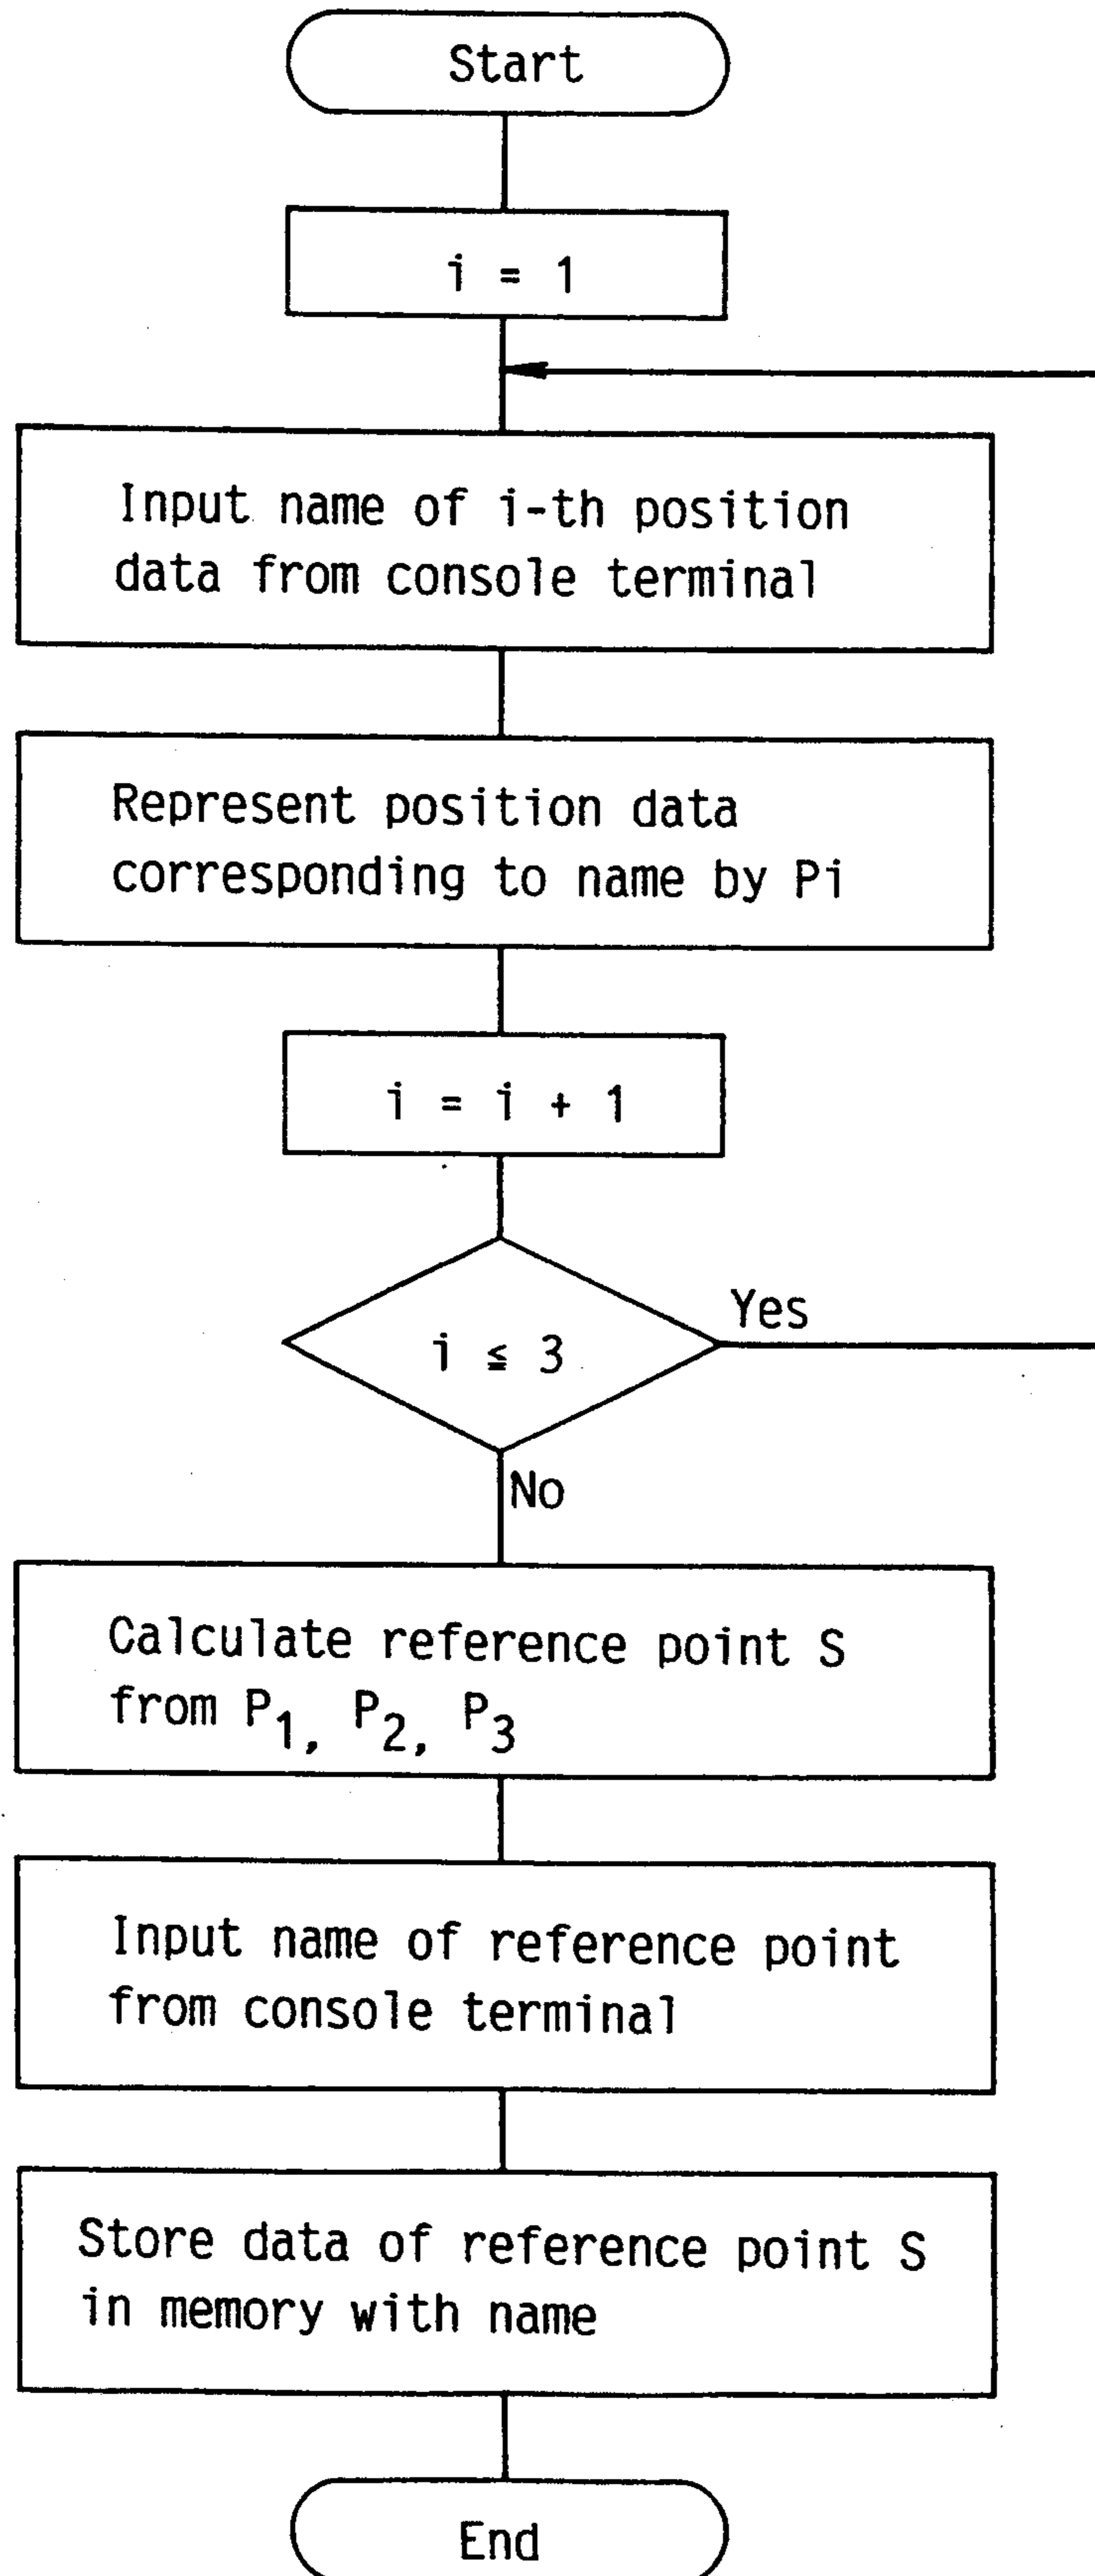 Start
i = 1
Input name of i-th position
data from console terminal
Represent position data
corresponding to name by Pi
i = i + 1
i ≦ 3
Yes
No
Calculate reference point S
from P1, P2, P3
Input name of reference point
from console terminal
Store data of reference point S
in memory with name
End